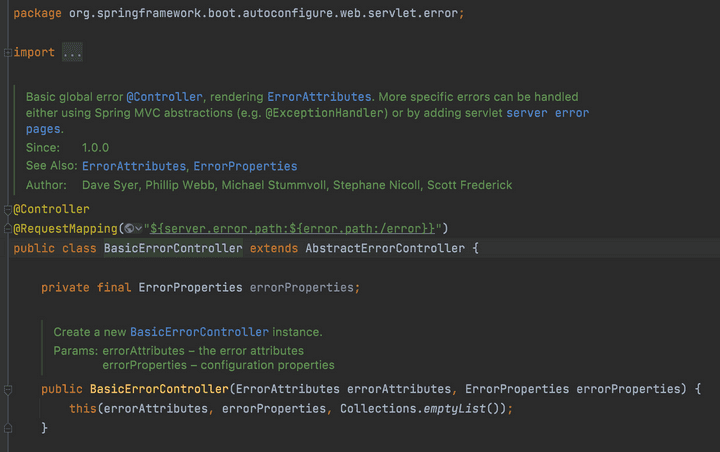 package org.springframework.boot.autoconfigure.web.servlet.error;
import ...
Basic global error @Controller, rendering ErrorAttributes. More specific errors can be handled
either using Spring MVC abstractions (e.g. @ExceptionHandler) or by adding servlet server error
pages.
Since: 1.0.0
See Also: ErrorAttributes, ErrorProperties
Author: Dave Syer, Phillip Webb, Michael Stummvoll, Stephane Nicoll, Scott Frederick
@Controller
@RequestMapping("${server.error.path:${error.path:/error}}")
public class BasicErrorController extends AbstractErrorController {
private final ErrorProperties errorProperties;
Create a new BasicErrorController instance.
Params: errorAttributes – the error attributes
errorProperties – configuration properties
public BasicErrorController(ErrorAttributes errorAttributes, ErrorProperties errorProperties) {
this(errorAttributes, errorProperties, Collections.emptyList());
}